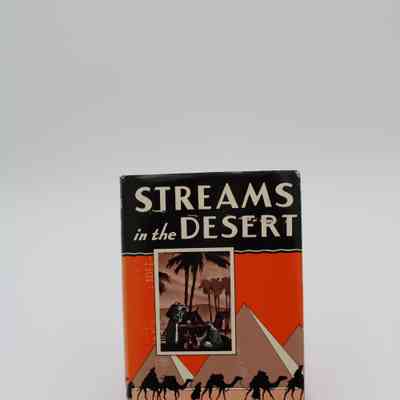 STREAMS
in the DESERT